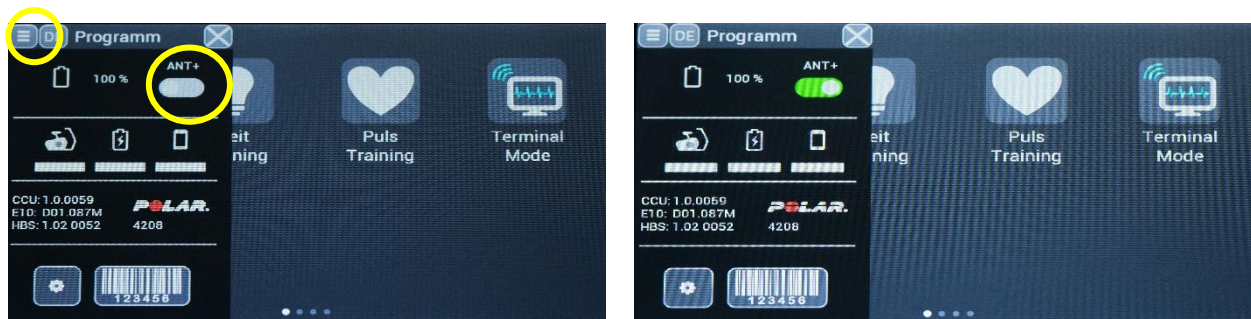 DE Programm
100 %
ANT+
eit
ning
Puls
Training
Terminal
Mode
CCU: 1.0.0059
E10: D01.087M
HBS: 1.02 0052
POLAR.
4208
123456
DE Programm
100 %
ANT+
eit
ning
Puls
Training
Terminal
Mode
CCU: 1.0.0059
E10: D01.087M
HBS: 1.02 0052
POLAR.
4208
123456